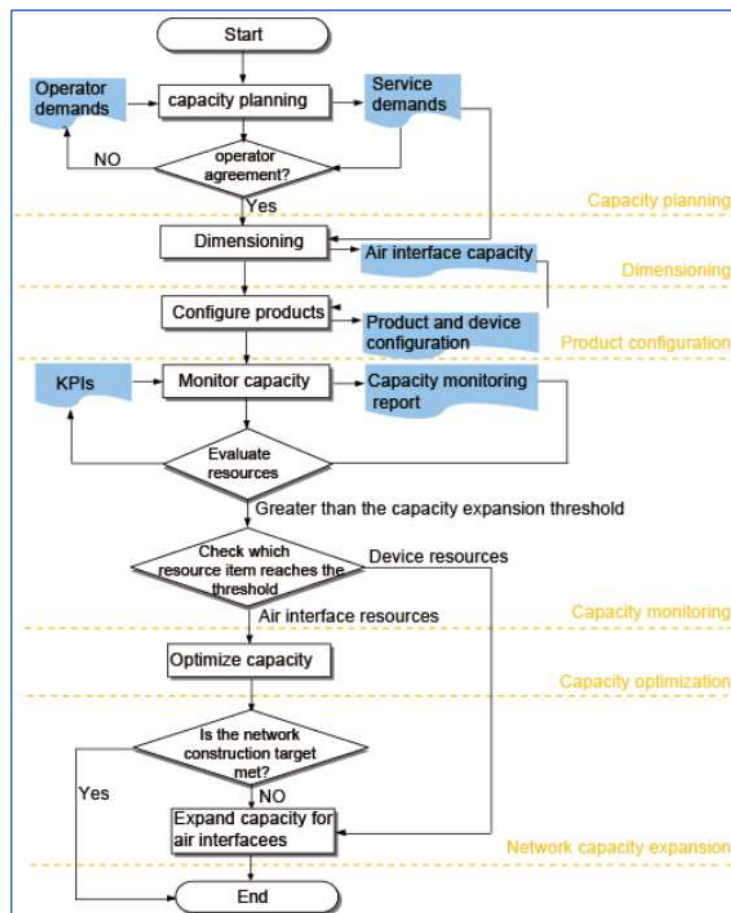 Start
Operator
demands
capacity planning
Service
demands
NO
operator
agreement?
Yes
Capacity planning
Dimensioning
Air interface capacity
Dimensioning
Configure products
Product and device
configuration
Product configuration
KPIs
Monitor capacity
Capacity monitoring
report
Evaluate
resources
Greater than the capacity expansion threshold
Check which
resource item reaches the
threshold
Device resources
Air interface resources
Capacity monitoring
Optimize capacity
Capacity optimization
Is the network
construction target
met?
Yes
NO
Expand capacity for
air interfacees
Network capacity expansion
End